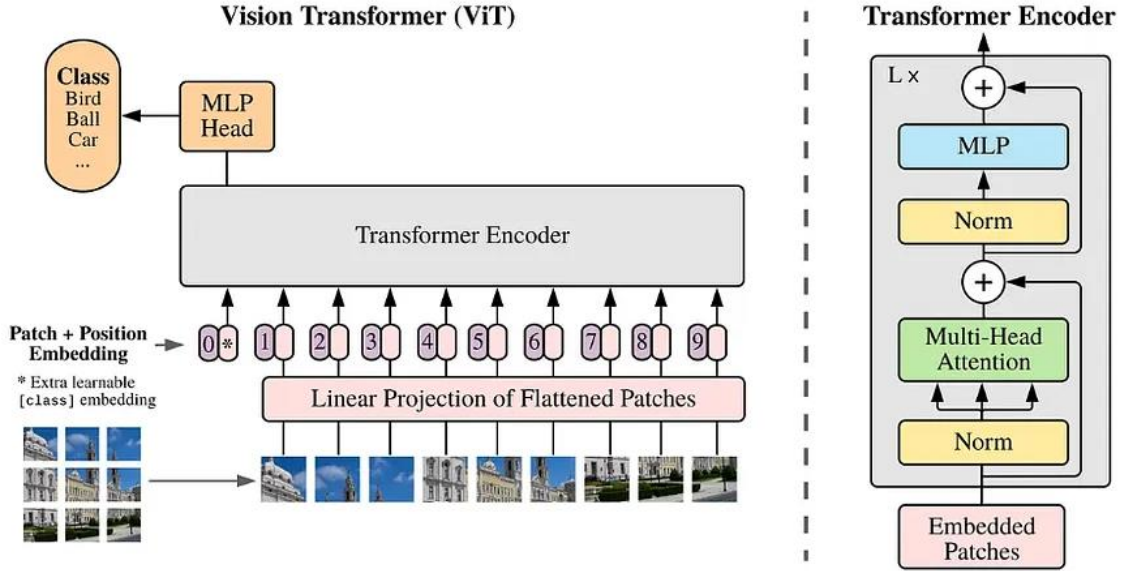 Vision Transformer (ViT)
Class
Bird
Ball
Car
...
MLP
Head
Transformer Encoder
Patch + Position
Embedding
0 * 1 2 3 4 5 6 7 8 9
* Extra learnable
[class] embedding
Linear Projection of Flattened Patches
Transformer Encoder
L x
+
MLP
Norm
+
Multi-Head
Attention
Norm
Embedded
Patches